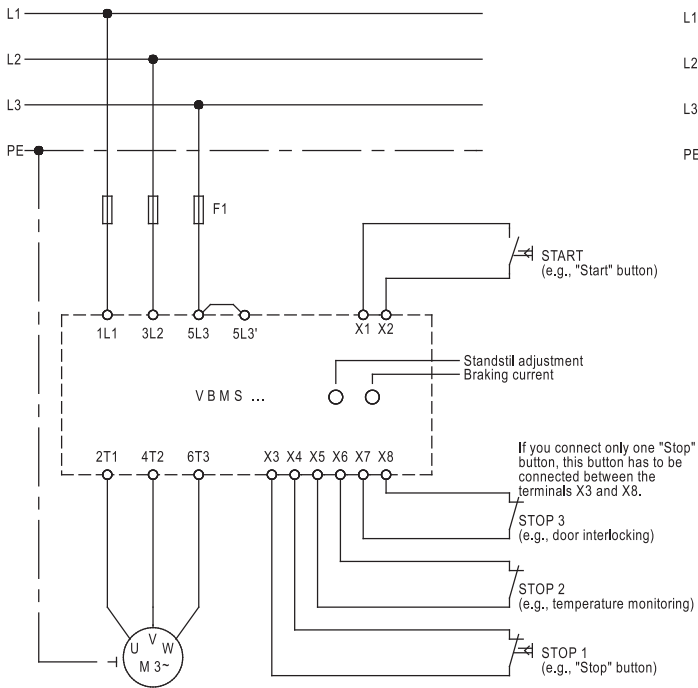 L1
L1
L2
L2
L3
L3
PE
PE
F1
START
(e.g., "Start" button)
1L1 3L2 5L3 5L3' X1 X2
Standstil adjustment
Braking current
VBMS ...
If you connect only one "Stop"
button, this button has to be
connected between the
terminals X3 and X8.
2T1 4T2 6T3 X3 X4 X5 X6 X7 X8
STOP 3
(e.g., door interlocking)
STOP 2
(e.g., temperature monitoring)
U V W
M 3~
STOP 1
(e.g., "Stop" button)